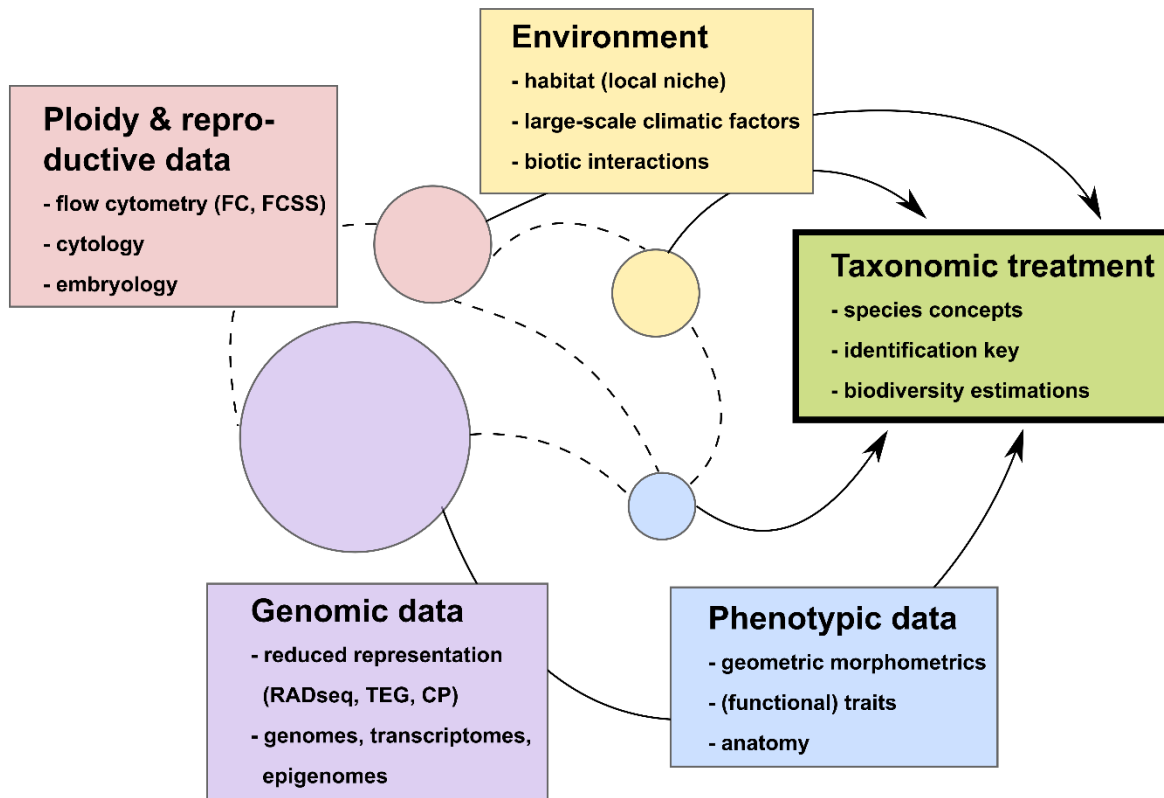 Environment
- habitat (local niche)
- large-scale climatic factors
- biotic interactions
Ploidy & repro-
ductive data
- flow cytometry (FC, FCSS)
- cytology
- embryology
Taxonomic treatment
- species concepts
- identification key
- biodiversity estimations
Genomic data
- reduced representation
(RADseq, TEG, CP)
- genomes, transcriptomes,
epigenomes
Phenotypic data
- geometric morphometrics
- (functional) traits
- anatomy